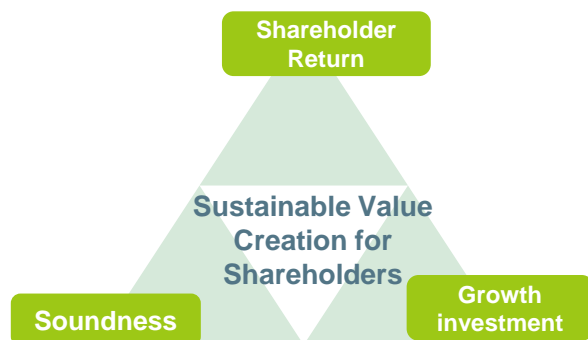 Shareholder
Return
Sustainable Value
Creation for
Shareholders
Soundness
Growth
investment